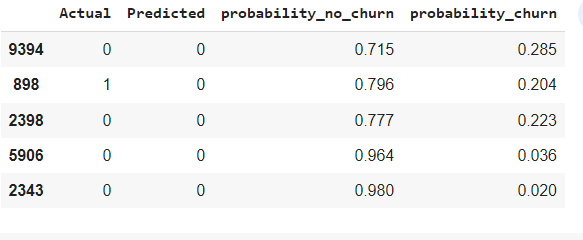 Actual Predicted probability_no_churn probability_churn
9394 0 0 0.715 0.285
898 1 0 0.796 0.204
2398 0 0 0.777 0.223
5906 0 0 0.964 0.036
2343 0 0 0.980 0.020